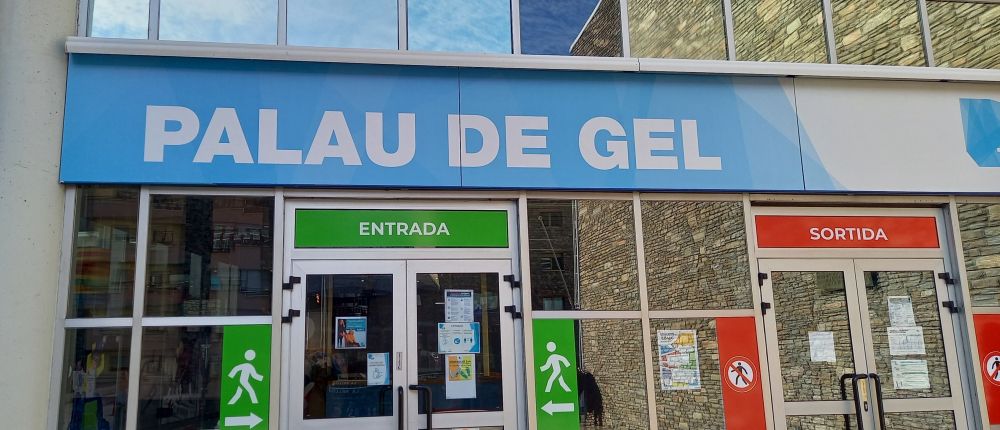 PALAU DE GEL
ENTRADA
SORTIDA